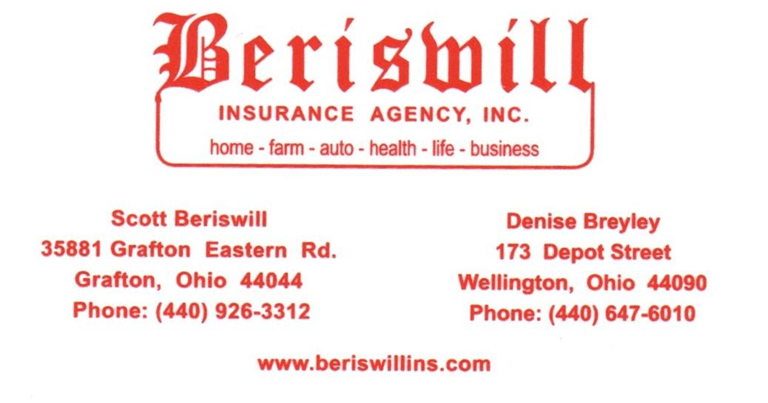 Beriswill
INSURANCE AGENCY, INC.
home - farm - auto - health - life - business
Scott Beriswill
35881 Grafton Eastern Rd.
Grafton, Ohio 44044
Phone: (440) 926-3312
Denise Breyley
173 Depot Street
Wellington, Ohio 44090
Phone: (440) 647-6010
www.beriswillins.com